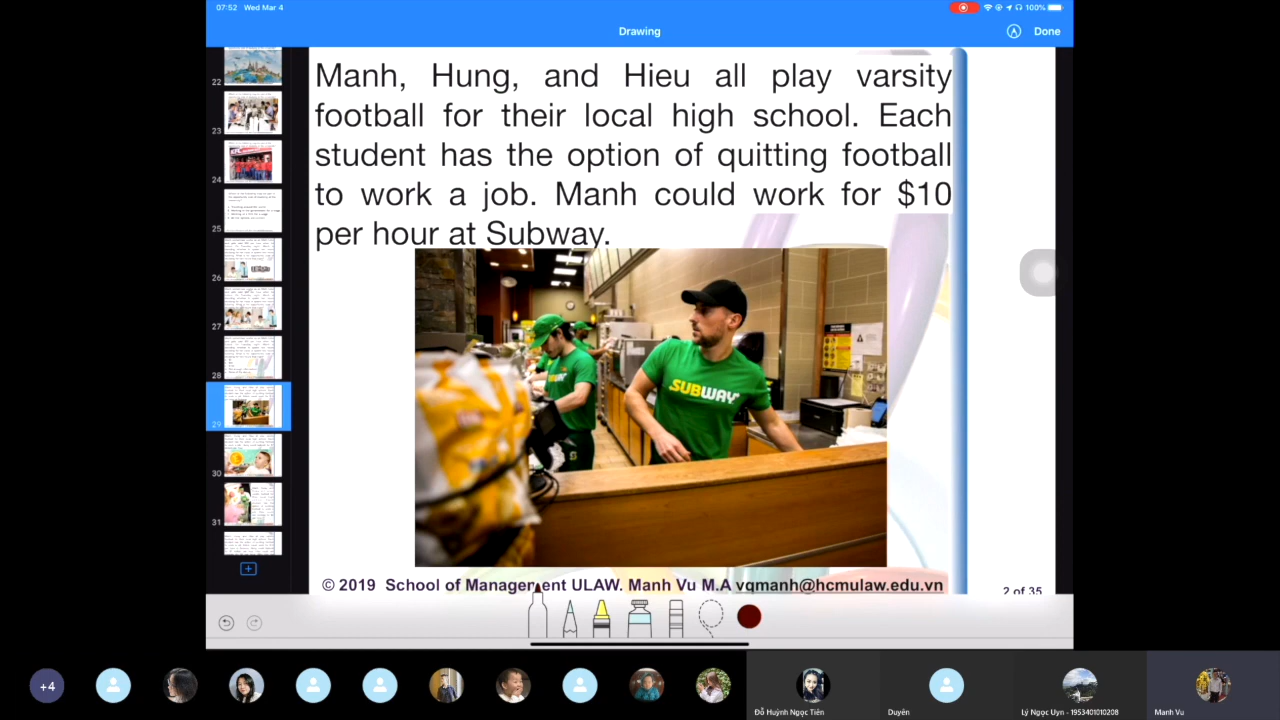 07:52 Wed Mar 4
100%
Drawing
Done
Manh, Hung, and Hieu all play varsity
football for their local high school. Each
student has the option of quitting football
to work a job. Manh could work for $10
per hour at Subway.
SUBWAY
© 2019 School of Management ULAW. Manh Vu M.A vqmanh@hcmulaw.edu.vn
2 of 35
22
23
24
25
26
27
28
29
30
31
+4
Đỗ Huỳnh Ngọc Tiên
Duyên
Lý Ngọc Uyn - 1953401010208
Manh Vu